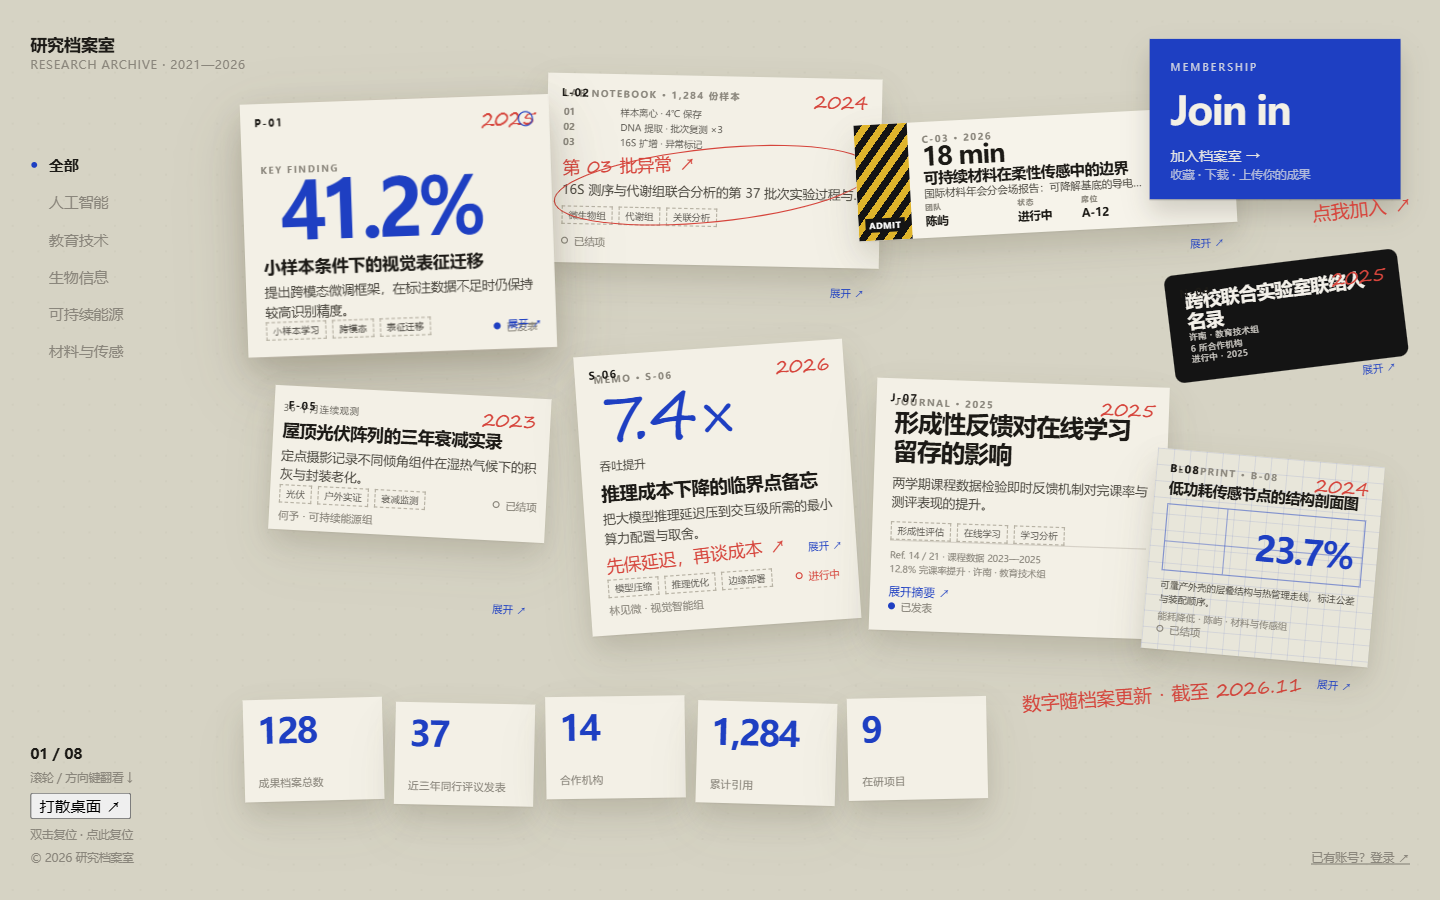 研究档案室
RESEARCH ARCHIVE · 2021—2026
全部
人工智能
教育技术
生物信息
可持续能源
材料与传感
P-01
2025
KEY FINDING
41.2%
小样本条件下的视觉表征迁移
提出跨模态微调框架，在标注数据不足时仍保持
较高识别精度。
小样本学习
跨模态
表征迁移
已发表
展开 ↗
L-02
NOTEBOOK • 1,284 份样本
2024
01 样本离心 · 4℃ 保存
02 DNA 提取 · 批次复测 ×3
03 16S 扩增 · 异常标记
第 03 批异常 ↗
16S 测序与代谢组联合分析的第 37 批次实验过程与
微生物组
代谢组
关联分析
已结项
展开 ↗
ADMIT
C-03 • 2026
18 min
可持续材料在柔性传感中的边界
国际材料年会分会场报告：可降解基底的导电…
团队
陈屿
状态
进行中
席位
A-12
展开 ↗
MEMBERSHIP
Join in
加入档案室 →
收藏 · 下载 · 上传你的成果
点我加入 ↗
2025
跨校联合实验室联络人
名录
许南 · 教育技术组
6 所合作机构
进行中 · 2025
展开 ↗
F-05
个月连续观测
2023
屋顶光伏阵列的三年衰减实录
定点摄影记录不同倾角组件在湿热气候下的积
灰与封装老化。
光伏
户外实证
衰减监测
已结项
何予 · 可持续能源组
展开 ↗
S-06
MEMO • S-06
2026
7.4×
吞吐提升
推理成本下降的临界点备忘
把大模型推理延迟压到交互级所需的最小
算力配置与取舍。
先保延迟，再谈成本 ↗
展开 ↗
模型压缩
推理优化
边缘部署
进行中
林见微 · 视觉智能组
J-07
JOURNAL • 2025
2025
形成性反馈对在线学习
留存的影响
两学期课程数据检验即时反馈机制对完课率与
测评表现的提升。
形成性评估
在线学习
学习分析
Ref. 14 / 21 · 课程数据 2023—2025
12.8% 完课率提升 · 许南 · 教育技术组
展开摘要 ↗
已发表
B-08
BLUEPRINT • B-08
2024
低功耗传感节点的结构剖面图
23.7%
可量产外壳的层叠结构与热管理走线，标注公差
与装配顺序。
能耗降低 · 陈屿 · 材料与传感组
已结项
展开 ↗
数字随档案更新 · 截至 2026.11
128
成果档案总数
37
近三年同行评议发表
14
合作机构
1,284
累计引用
9
在研项目
01 / 08
滚轮 / 方向键翻看 ↓
打散桌面 ↗
双击复位 · 点此复位
© 2026 研究档案室
已有账号？登录 ↗